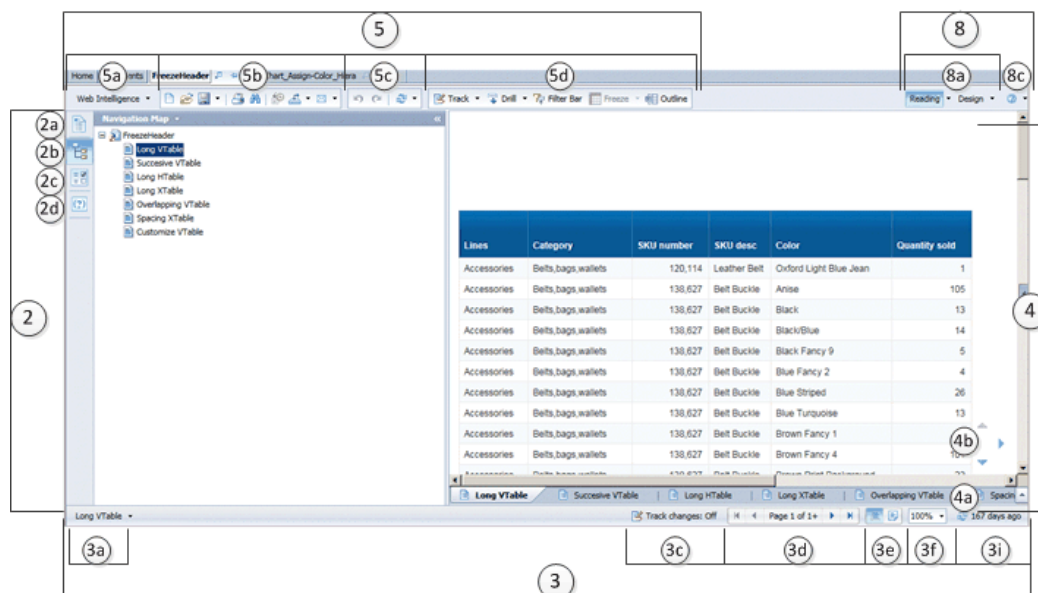 5 8
5a 5b 5c 5d 8a 8c
Home FreezeHeader
Web Intelligence Track Drill Filter Bar Freeze Outline Reading Design
2
2a
2b
2c
2d
Navigation Map
FreezeHeader
Long VTable
Succesive VTable
Long HTable
Long XTable
Overlapping VTable
Spacing XTable
Customize VTable
Lines Category SKU number SKU desc Color Quantity sold
Accessories Belts,bags,wallets 120,114 Leather Belt Oxford Light Blue Jean 1
Accessories Belts,bags,wallets 138,627 Belt Buckle Anise 105
Accessories Belts,bags,wallets 138,627 Belt Buckle Black 13
Accessories Belts,bags,wallets 138,627 Belt Buckle Black/Blue 14
Accessories Belts,bags,wallets 138,627 Belt Buckle Black Fancy 9 5
Accessories Belts,bags,wallets 138,627 Belt Buckle Blue Fancy 2 4
Accessories Belts,bags,wallets 138,627 Belt Buckle Blue Striped 26
Accessories Belts,bags,wallets 138,627 Belt Buckle Blue Turquoise 13
Accessories Belts,bags,wallets 138,627 Belt Buckle Brown Fancy 1
Accessories Belts,bags,wallets 138,627 Belt Buckle Brown Fancy 4
4
4b
4a
Long VTable Succesive VTable Long HTable Long XTable Overlapping VTable
Long VTable Track changes: Off Page 1 of 1+ 100% 167 days ago
3a 3c 3d 3e 3f 3i
3